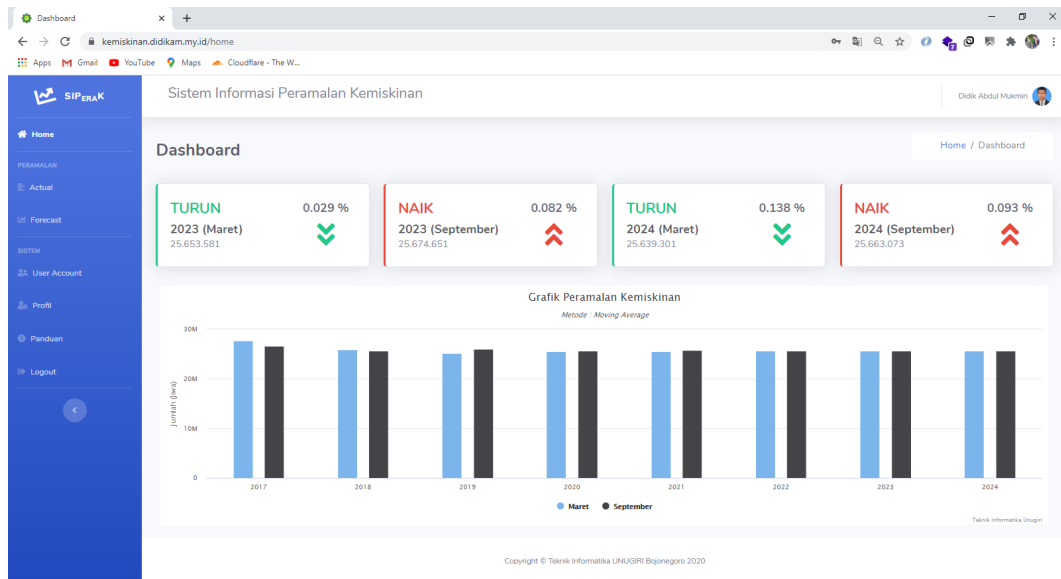 Dashboard
kemiskinan.didikam.my.id/home
Apps
Gmail
YouTube
Maps
Cloudflare - The W...
SIPERAK
Sistem Informasi Peramalan Kemiskinan
Didik Abdul Mukmin
Home
PERAMALAN
Actual
Forecast
SISTEM
User Account
Profil
Panduan
Logout
Dashboard
Home / Dashboard
TURUN 0.029 %
2023 (Maret)
25.653.581
NAIK 0.082 %
2023 (September)
25.674.651
TURUN 0.138 %
2024 (Maret)
25.639.301
NAIK 0.093 %
2024 (September)
25.663.073
Grafik Peramalan Kemiskinan
Metode : Moving Average
Jumlah (jiwa)
30M
20M
10M
0
2017 2018 2019 2020 2021 2022 2023 2024
Maret September
Teknik Informatika Unugiri
Copyright © Teknik Informatika UNUGIRI Bojonegoro 2020